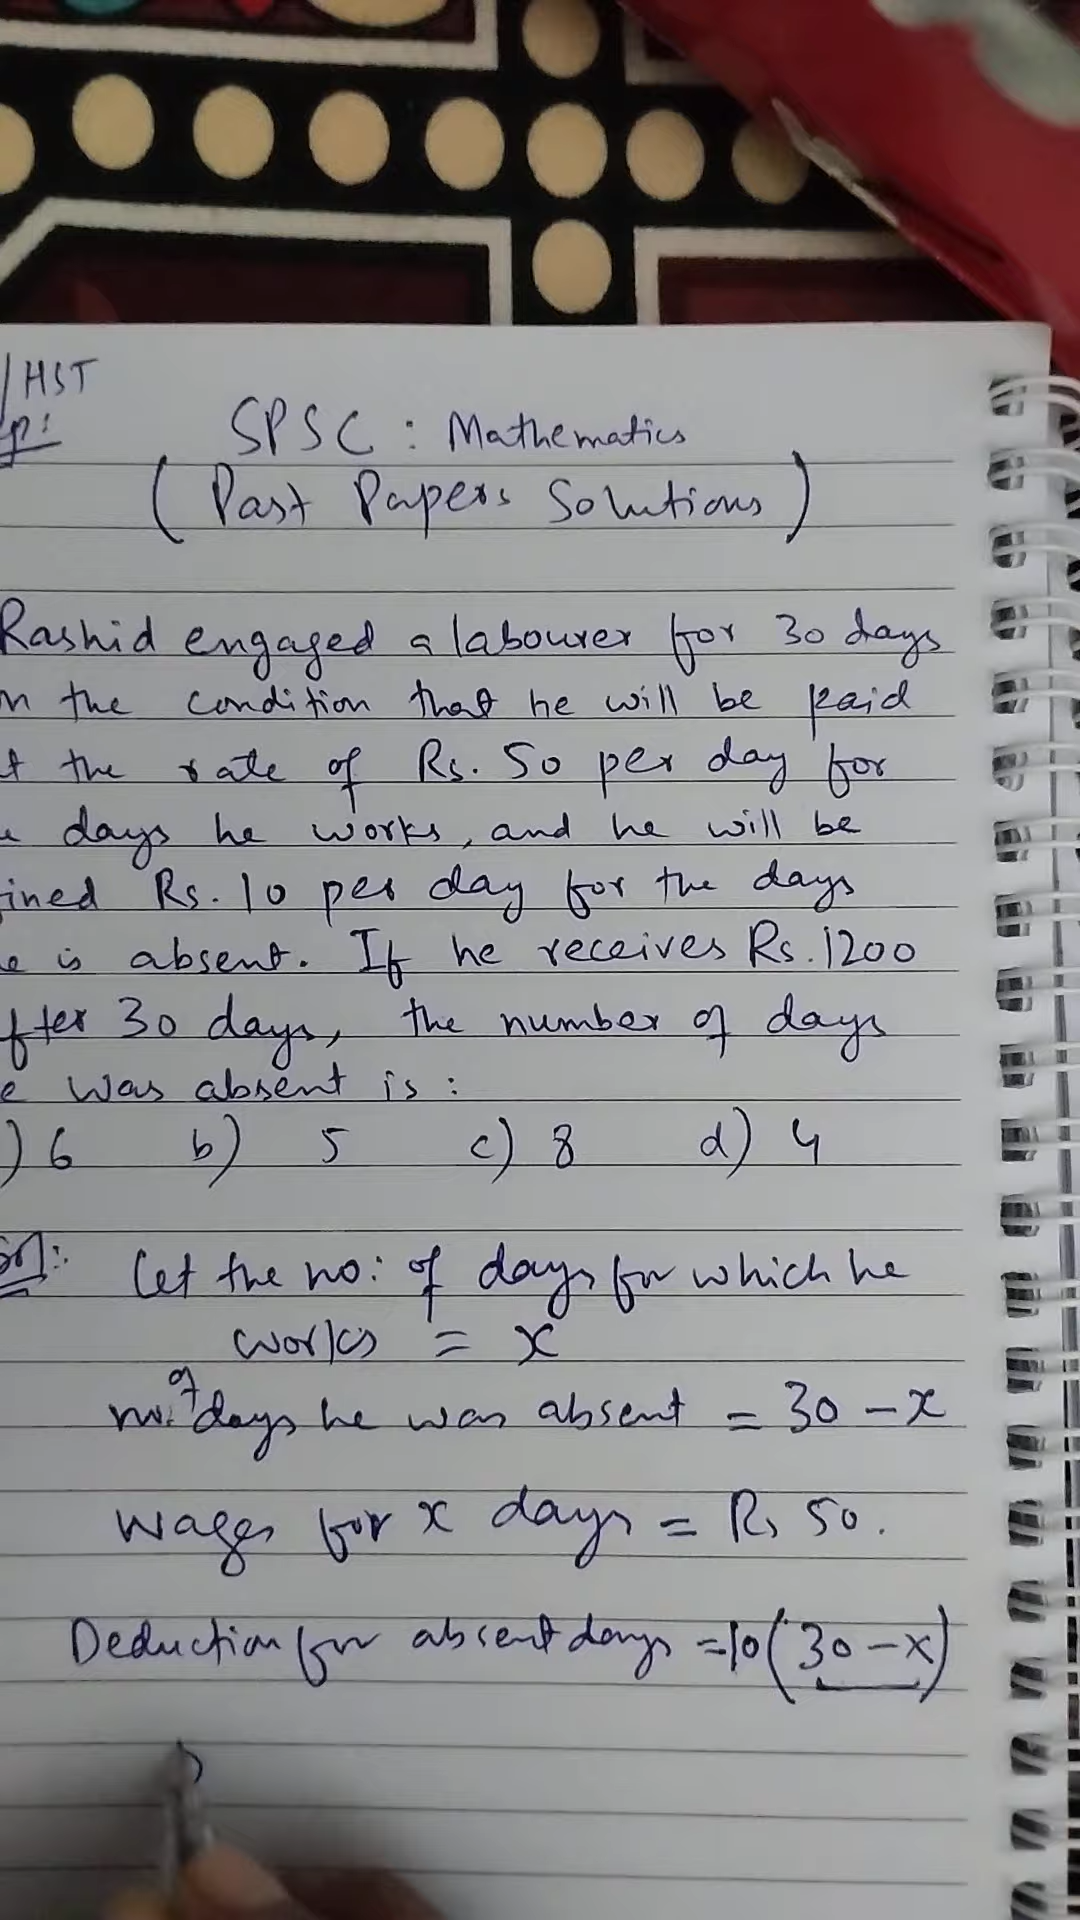 /HST
SPSC : Mathematics
(Past Papers Solutions)
Rashid engaged a labourer for 30 days
n the condition that he will be paid
t the rate of Rs. 50 per day for
e days he works, and he will be
ined Rs. 10 per day for the days
e is absent. If he receives Rs. 1200
fter 30 days, the number of days
e was absent is :
) 6 b) 5 c) 8 d) 4
Sol:
Let the no: of days for which he
works = x
no. of days he was absent = 30 - x
Wages for x days = Rs 50.
Deduction for absent days = 10(30 - x)